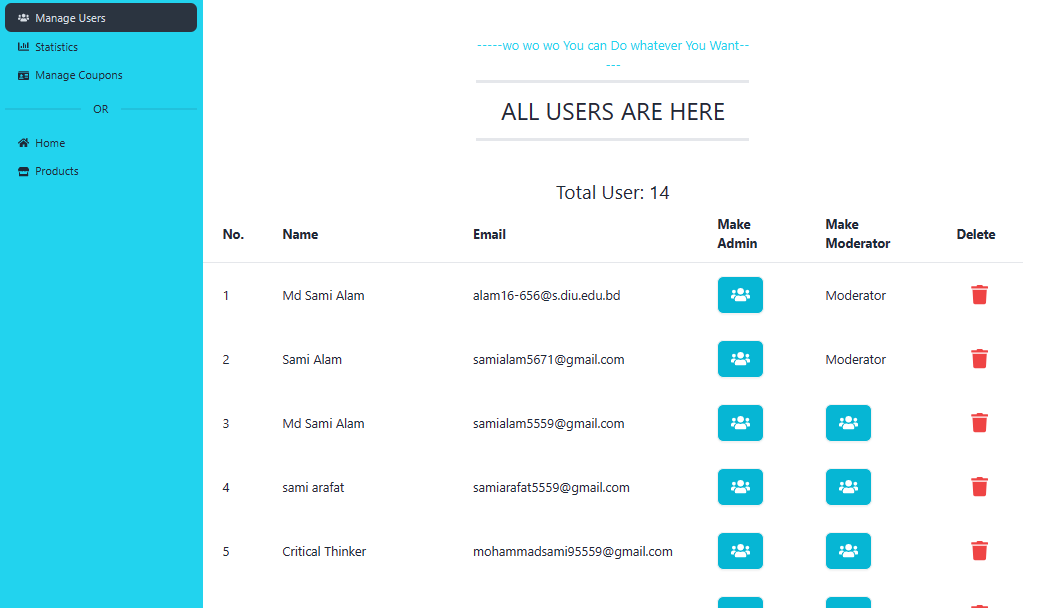 Manage Users
Statistics
Manage Coupons
OR
Home
Products
-----wo wo wo You can Do whatever You Want--
---
ALL USERS ARE HERE
Total User: 14
No. Name Email Make Admin Make Moderator Delete
1 Md Sami Alam alam16-656@s.diu.edu.bd Moderator
2 Sami Alam samialam5671@gmail.com Moderator
3 Md Sami Alam samialam5559@gmail.com
4 sami arafat samiarafat5559@gmail.com
5 Critical Thinker mohammadsami95559@gmail.com